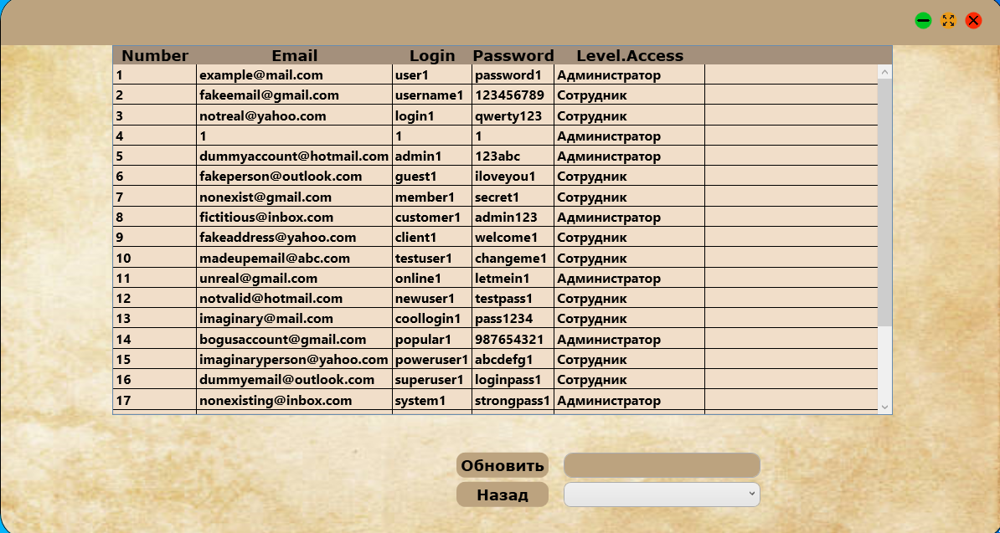 Number Email Login Password Level.Access
1 example@mail.com user1 password1 Администратор
2 fakeemail@gmail.com username1 123456789 Сотрудник
3 notreal@yahoo.com login1 qwerty123 Сотрудник
4 1 1 1 Администратор
5 dummyaccount@hotmail.com admin1 123abc Администратор
6 fakeperson@outlook.com guest1 iloveyou1 Сотрудник
7 nonexist@gmail.com member1 secret1 Сотрудник
8 fictitious@inbox.com customer1 admin123 Администратор
9 fakeaddress@yahoo.com client1 welcome1 Сотрудник
10 madeupemail@abc.com testuser1 changeme1 Сотрудник
11 unreal@gmail.com online1 letmein1 Администратор
12 notvalid@hotmail.com newuser1 testpass1 Сотрудник
13 imaginary@mail.com coollogin1 pass1234 Сотрудник
14 bogusaccount@gmail.com popular1 987654321 Администратор
15 imaginaryperson@yahoo.com poweruser1 abcdefg1 Сотрудник
16 dummyemail@outlook.com superuser1 loginpass1 Сотрудник
17 nonexisting@inbox.com system1 strongpass1 Администратор
Обновить
Назад